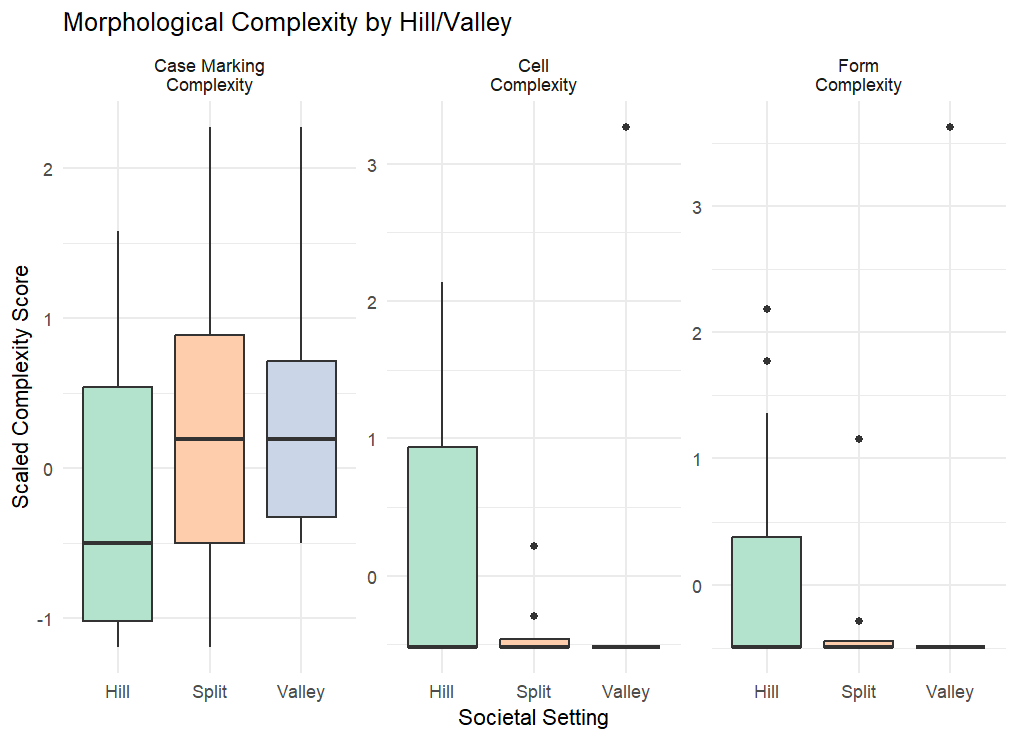 Morphological Complexity by Hill/Valley
Case Marking
Complexity
Cell
Complexity
Form
Complexity
Scaled Complexity Score
2
1
0
-1
3
2
1
0
3
2
1
0
Hill
Split
Valley
Hill
Split
Valley
Hill
Split
Valley
Societal Setting